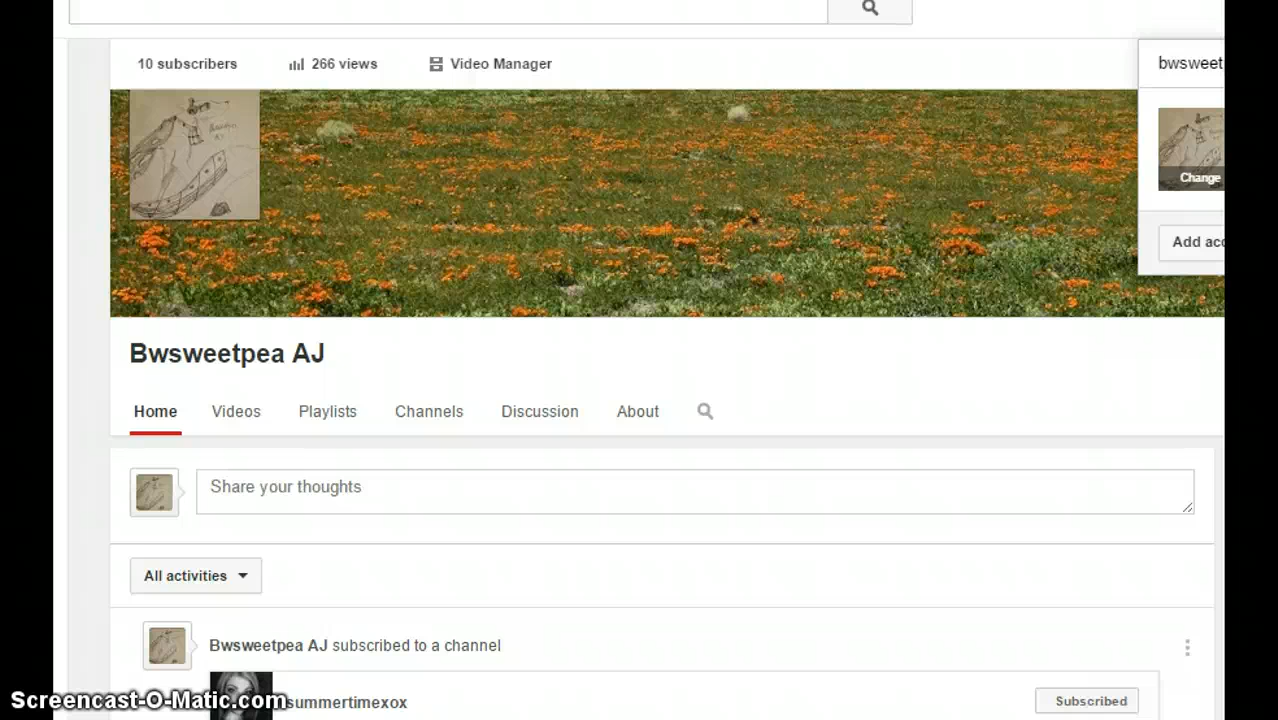 10 subscribers 266 views Video Manager
bwsweet
Change
Add acc
Bwsweetpea AJ
Home Videos Playlists Channels Discussion About
Share your thoughts
All activities
Bwsweetpea AJ subscribed to a channel
summertimexox Subscribed
Screencast-O-Matic.com